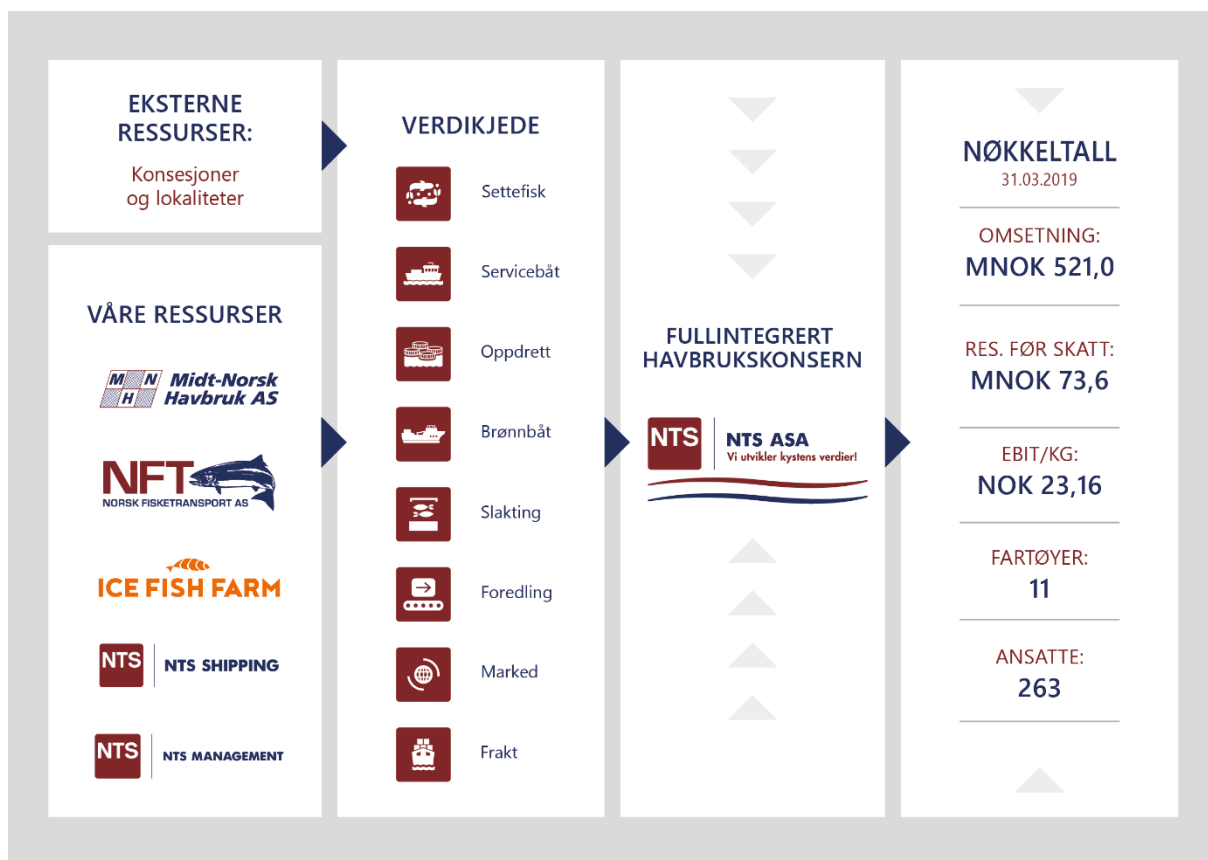 EKSTERNE
RESSURSER:
Konsesjoner
og lokaliteter
VÅRE RESSURSER
M N
H
Midt-Norsk
Havbruk AS
NFT
NORSK FISKETRANSPORT AS
ICE FISH FARM
NTS
NTS SHIPPING
NTS
NTS MANAGEMENT
VERDIKJEDE
Settefisk
Servicebåt
Oppdrett
Brønnbåt
Slakting
Foredling
Marked
Frakt
FULLINTEGRERT
HAVBRUKSKONSERN
NTS
NTS ASA
Vi utvikler kystens verdier!
NØKKELTALL
31.03.2019
OMSETNING:
MNOK 521,0
RES. FØR SKATT:
MNOK 73,6
EBIT/KG:
NOK 23,16
FARTØYER:
11
ANSATTE:
263